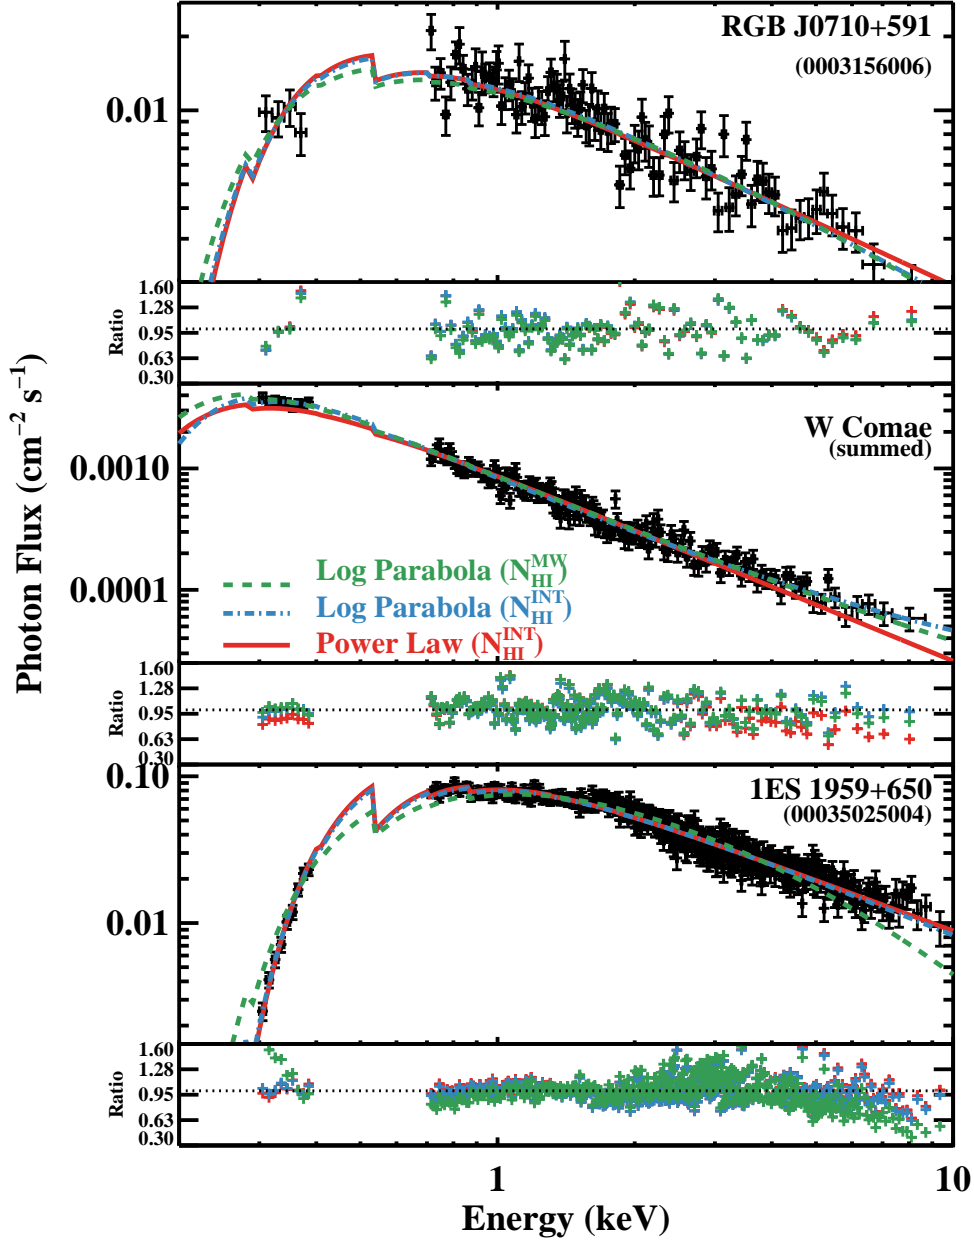 RGB J0710+591
(0003156006)
0.01
1.60
1.28
0.95
0.63
0.30
Ratio
W Comae
(summed)
0.0010
0.0001
Log Parabola (N_HI^MW)
Log Parabola (N_HI^INT)
Power Law (N_HI^INT)
Photon Flux (cm⁻² s⁻¹)
1.60
1.28
0.95
0.63
0.30
Ratio
1ES 1959+650
(00035025004)
0.10
0.01
1.60
1.28
0.95
0.63
0.30
Ratio
1
10
Energy (keV)